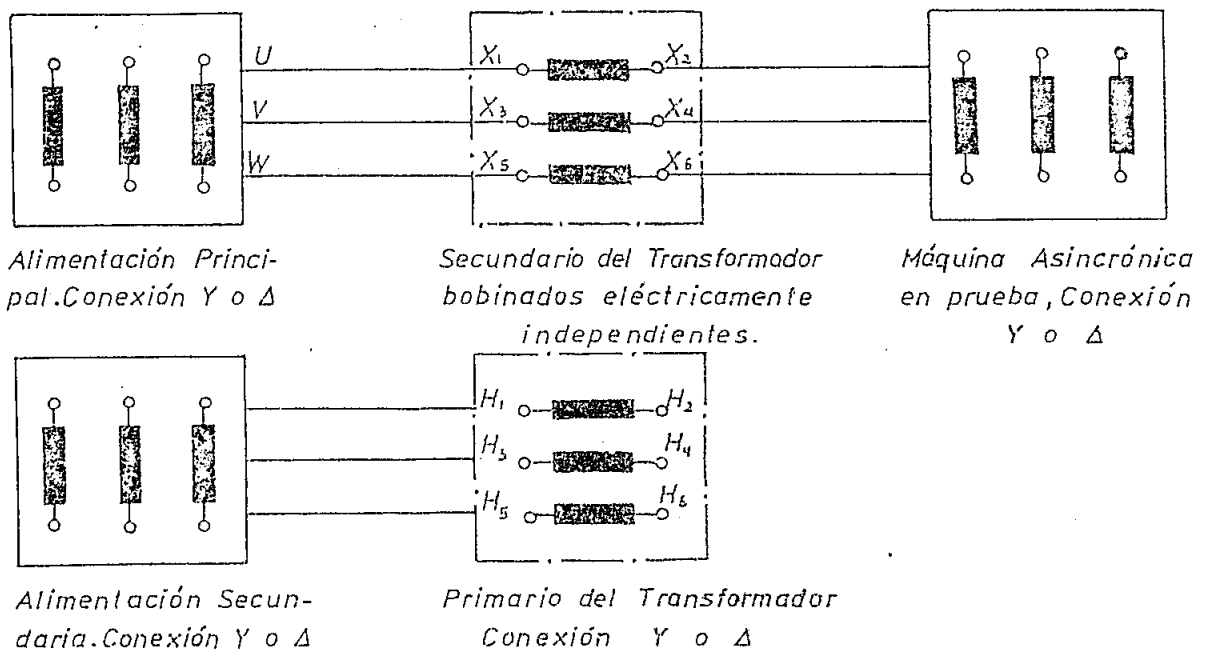 U
V
W
X₁
X₂
X₃
X₄
X₅
X₆
Alimentación Princi-
pal.Conexión Y o Δ
Secundario del Transformador
bobinados eléctricamente
independientes.
Máquina Asincrónica
en prueba, Conexión
Y o Δ
H₁
H₂
H₃
H₄
H₅
H₆
Alimentación Secun-
daria.Conexión Y o Δ
Primario del Transformador
Conexión Y o Δ